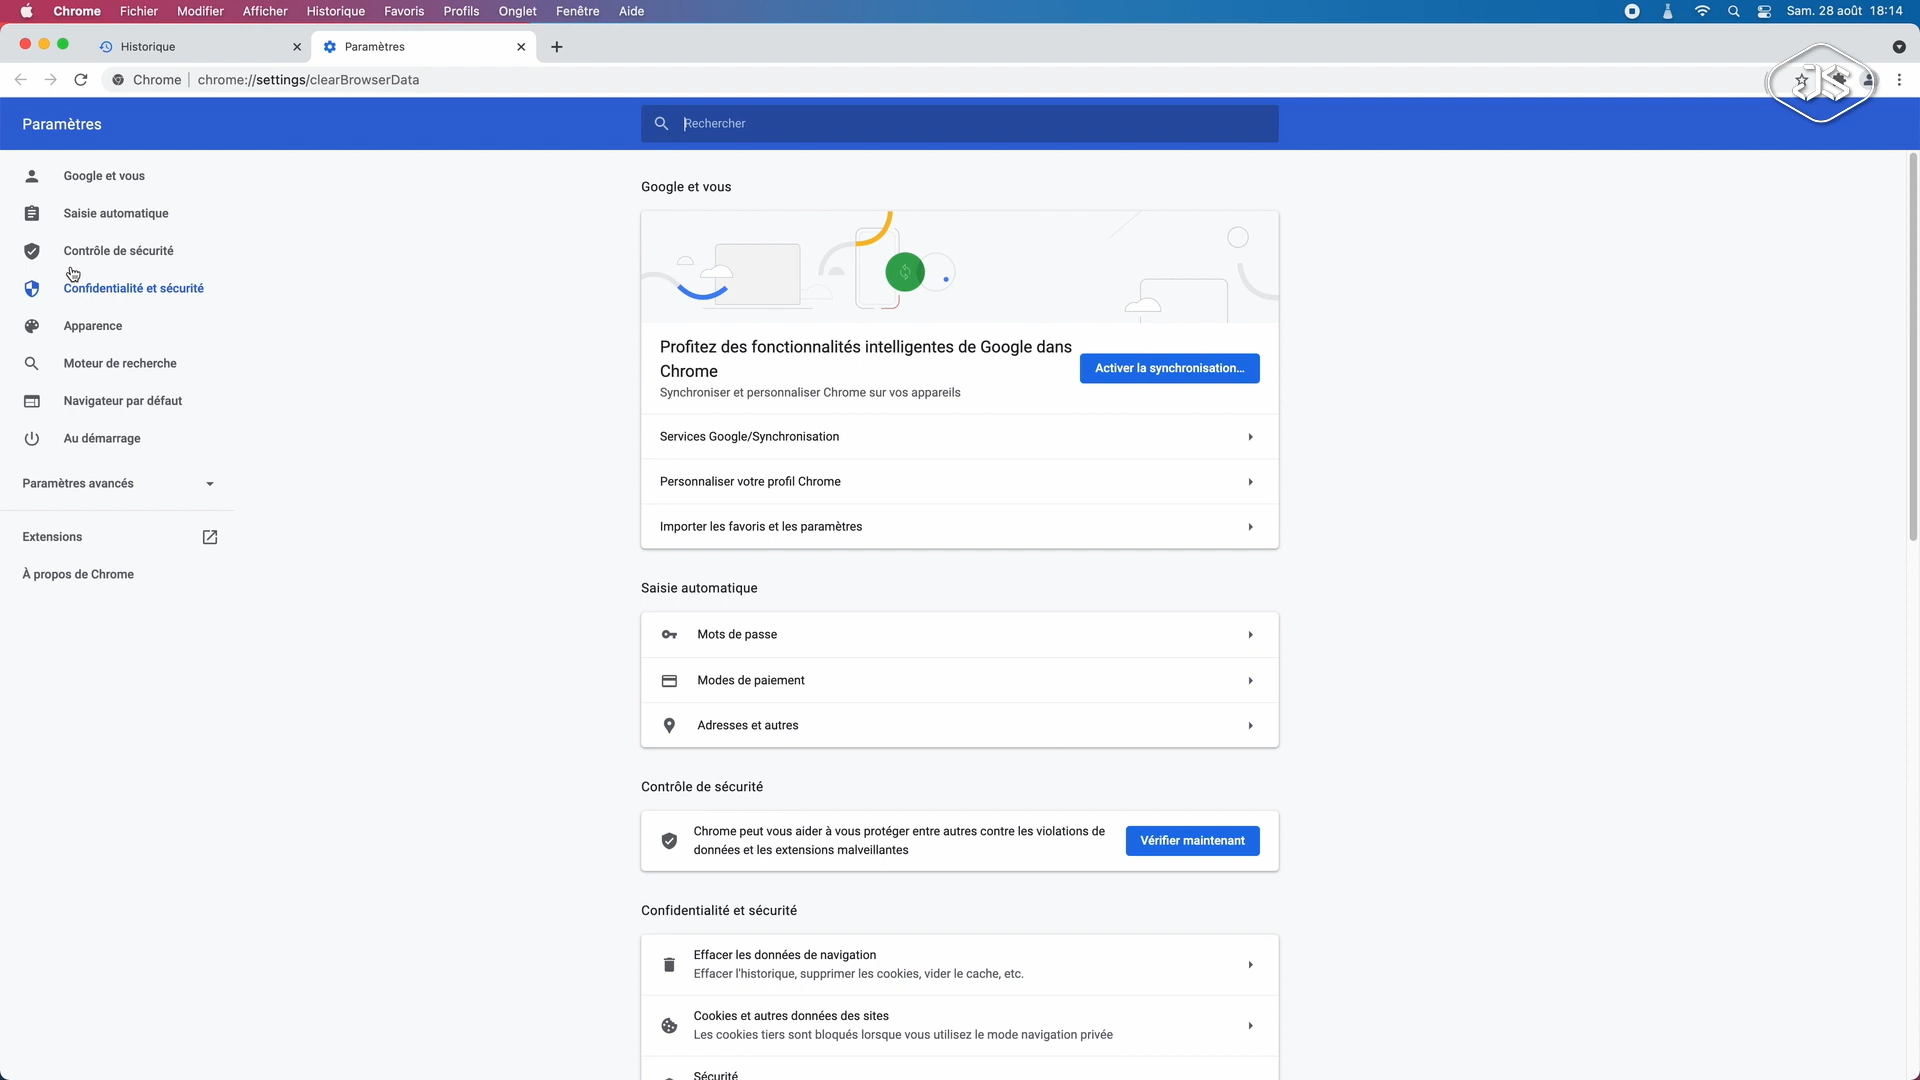 Chrome Fichier Modifier Afficher Historique Favoris Profils Onglet Fenêtre Aide Sam. 28 août 18:14
Historique
Paramètres
Chrome chrome://settings/clearBrowserData
JS
Paramètres
Rechercher
Google et vous
Saisie automatique
Contrôle de sécurité
Confidentialité et sécurité
Apparence
Moteur de recherche
Navigateur par défaut
Au démarrage
Paramètres avancés
Extensions
À propos de Chrome
Google et vous
Profitez des fonctionnalités intelligentes de Google dans
Chrome
Synchroniser et personnaliser Chrome sur vos appareils
Activer la synchronisation...
Services Google/Synchronisation
Personnaliser votre profil Chrome
Importer les favoris et les paramètres
Saisie automatique
Mots de passe
Modes de paiement
Adresses et autres
Contrôle de sécurité
Chrome peut vous aider à vous protéger entre autres contre les violations de
données et les extensions malveillantes
Vérifier maintenant
Confidentialité et sécurité
Effacer les données de navigation
Effacer l'historique, supprimer les cookies, vider le cache, etc.
Cookies et autres données des sites
Les cookies tiers sont bloqués lorsque vous utilisez le mode navigation privée
Sécurité